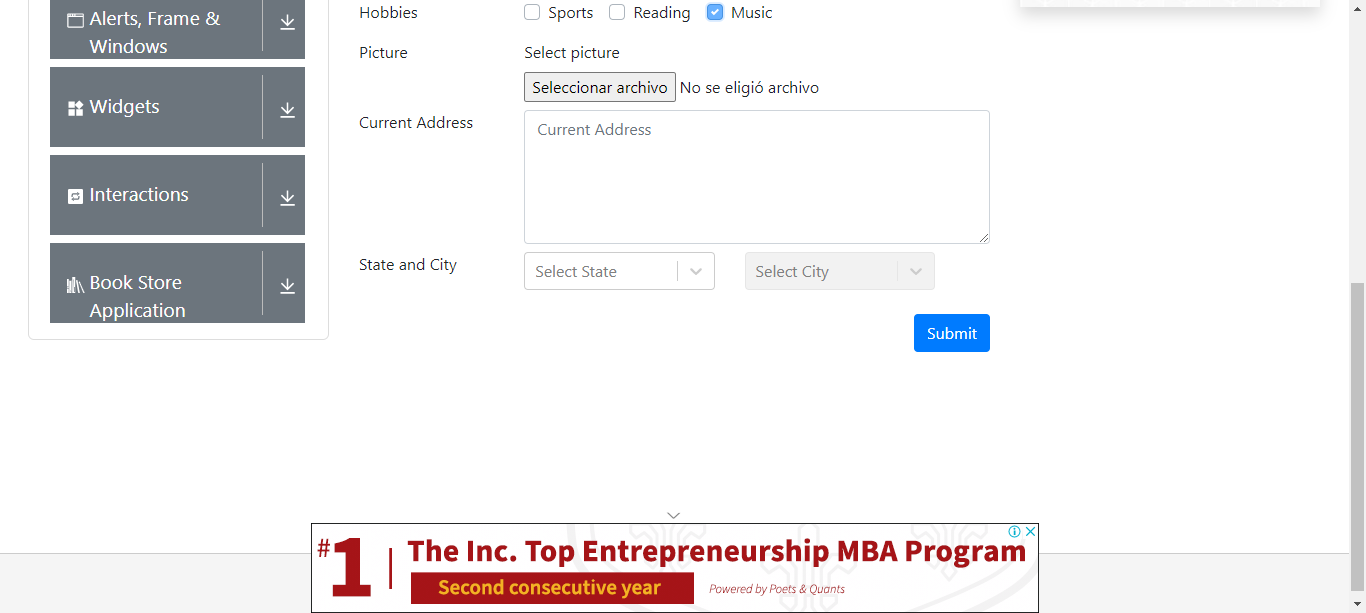 Alerts, Frame &
Windows
Widgets
Interactions
Book Store
Application
Hobbies
Sports Reading Music
Picture
Select picture
Seleccionar archivo No se eligió archivo
Current Address
Current Address
State and City
Select State
Select City
Submit
#1
The Inc. Top Entrepreneurship MBA Program
Second consecutive year
Powered by Poets & Quants